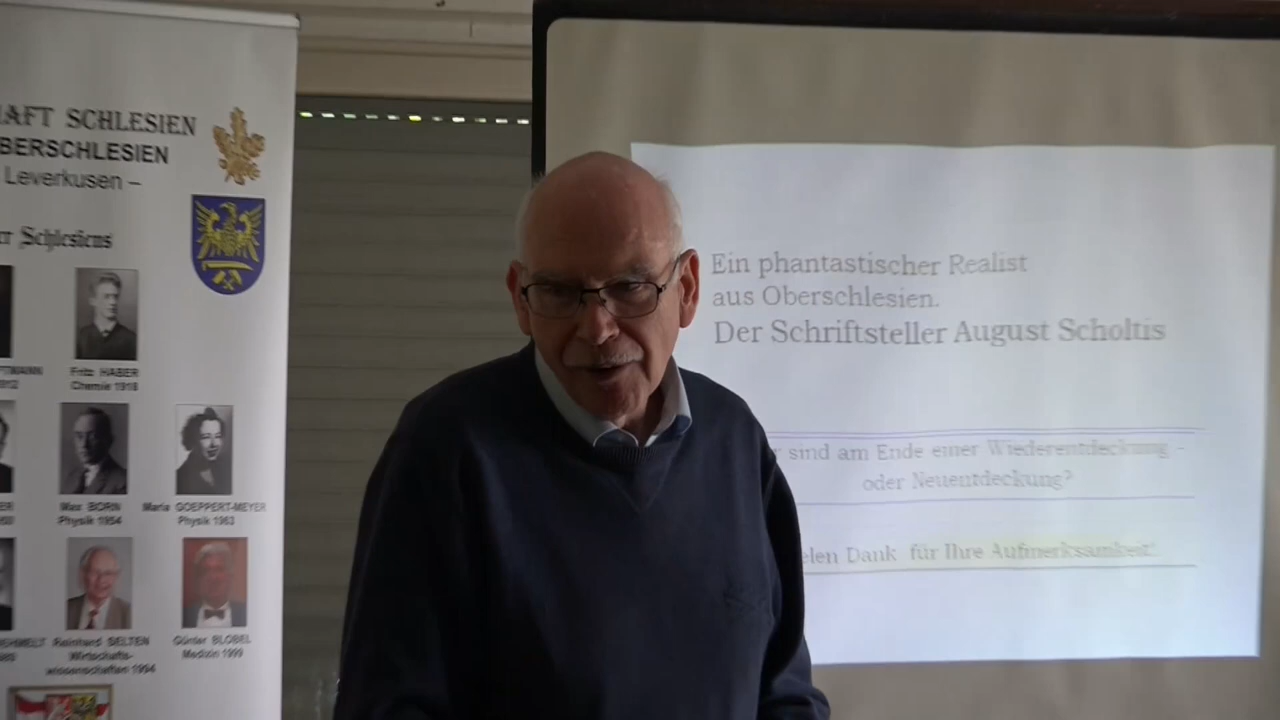 AFT SCHLESIEN
BERSCHLESIEN
Leverkusen –
er Schlesiens
Fritz HABER
Chemie 1918
Max BORN
Physik 1954
Maria GOEPPERT-MEYER
Physik 1963
Reinhard SELTEN
Wirtschafts-
wissenschaften 1994
Günter BLOBEL
Medizin 1999
Ein phantastischer Realist
aus Oberschlesien.
Der Schriftsteller August Scholtis
r sind am Ende einer Wiederentdeckung -
oder Neuentdeckung?
elen Dank für Ihre Aufmerksamkeit!